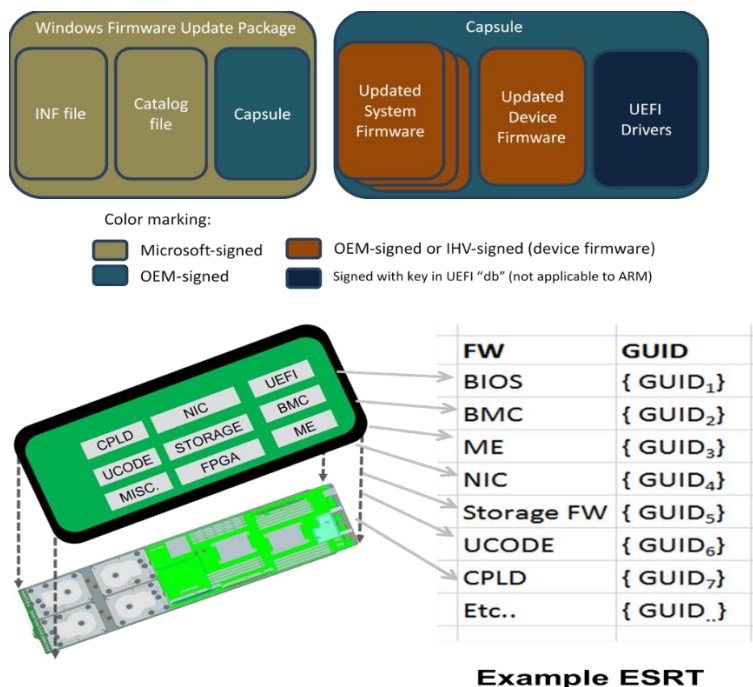 Windows Firmware Update Package
INF file
Catalog
file
Capsule
Capsule
Updated
System
Firmware
Updated
Device
Firmware
UEFI
Drivers
Color marking:
Microsoft-signed
OEM-signed or IHV-signed (device firmware)
OEM-signed
Signed with key in UEFI “db” (not applicable to ARM)
CPLD
NIC
UEFI
UCODE
STORAGE
BMC
MISC.
FPGA
ME
FW GUID
BIOS { GUID₁}
BMC { GUID₂}
ME { GUID₃}
NIC { GUID₄}
Storage FW { GUID₅}
UCODE { GUID₆}
CPLD { GUID₇}
Etc.. { GUID..}
Example ESRT